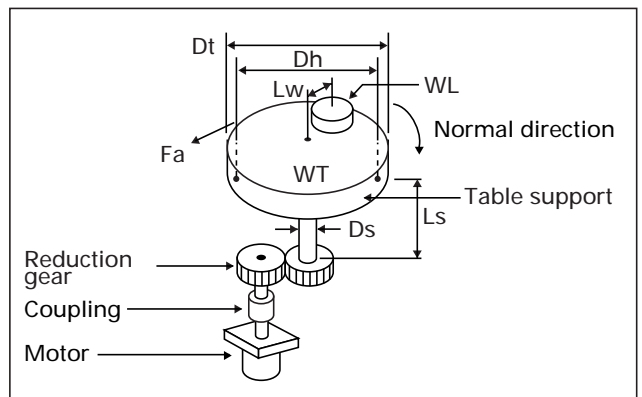 Dt
Dh
Lw
WL
Normal direction
Fa
WT
Table support
Ls
Ds
Reduction
gear
Coupling
Motor